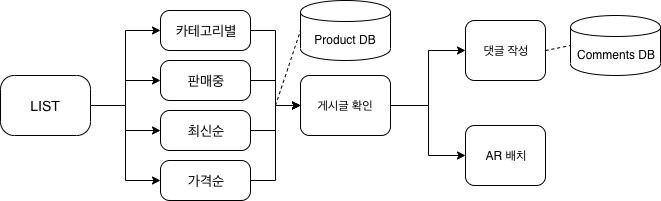 LIST
카테고리별
판매중
최신순
가격순
Product DB
게시글 확인
댓글 작성
Comments DB
AR 배치